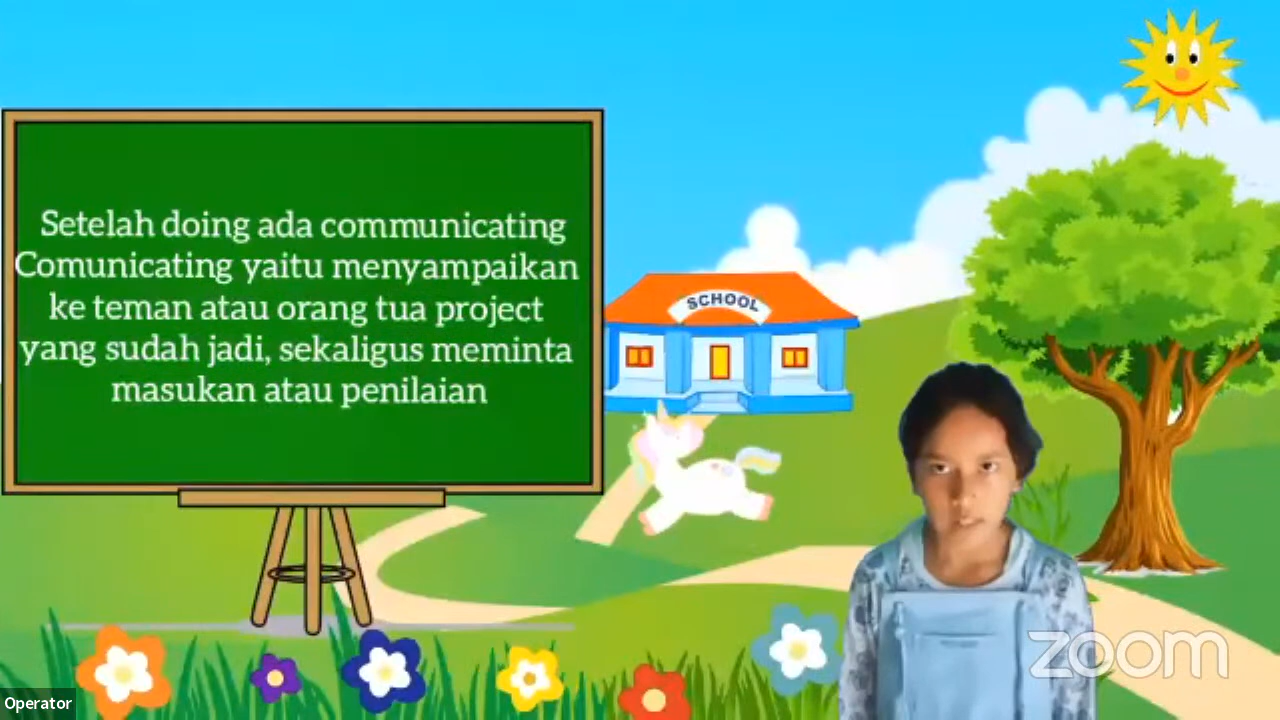 Setelah doing ada communicating
Comunicating yaitu menyampaikan
ke teman atau orang tua project
yang sudah jadi, sekaligus meminta
masukan atau penilaian
SCHOOL
zoom
Operator